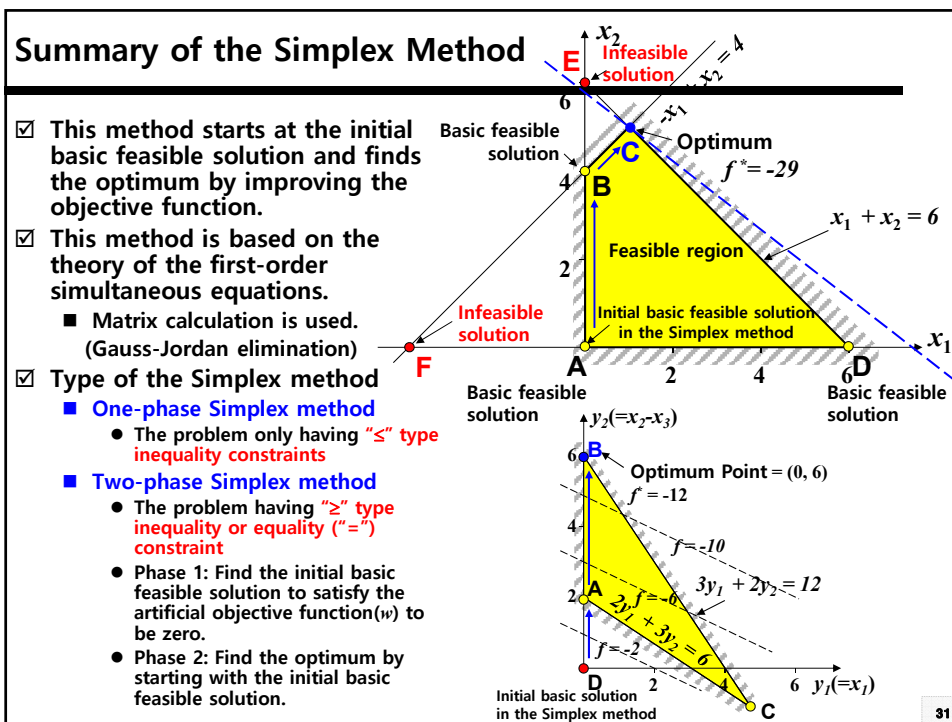 Summary of the Simplex Method
☑ This method starts at the initial
basic feasible solution and finds
the optimum by improving the
objective function.
☑ This method is based on the
theory of the first-order
simultaneous equations.
■ Matrix calculation is used.
(Gauss-Jordan elimination)
☑ Type of the Simplex method
■ One-phase Simplex method
● The problem only having “≤” type
inequality constraints
■ Two-phase Simplex method
● The problem having “≥” type
inequality or equality (“=”)
constraint
● Phase 1: Find the initial basic
feasible solution to satisfy the
artificial objective function(w) to
be zero.
● Phase 2: Find the optimum by
starting with the initial basic
feasible solution.
x₂
E
Infeasible
solution
6
-x₁ + x₂ = 4
Basic feasible
solution
C
Optimum
f * = -29
4
B
x₁ + x₂ = 6
2
Feasible region
Infeasible
solution
Initial basic feasible solution
in the Simplex method
x₁
F
A
2
4
6
D
Basic feasible
solution
Basic feasible
solution
y₂(=x₂-x₃)
B
6
Optimum Point = (0, 6)
f* = -12
4
f = -10
3y₁ + 2y₂ = 12
A
2
f = -6
2y₁ + 3y₂ = 6
f = -2
D
2
4
6
y₁(=x₁)
Initial basic solution
in the Simplex method
C
31